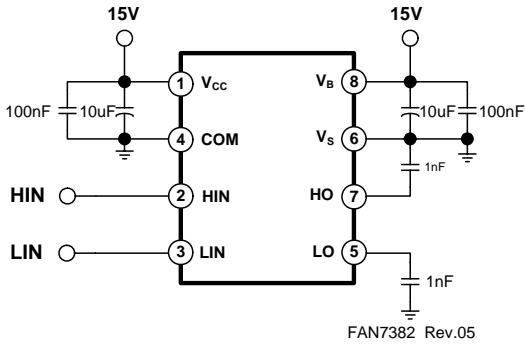 15V 15V
1 VCC VB 8
100nF 10uF 10uF 100nF
4 COM VS 6
1nF
HIN 2 HIN HO 7
LIN 3 LIN LO 5
1nF
FAN7382 Rev.05